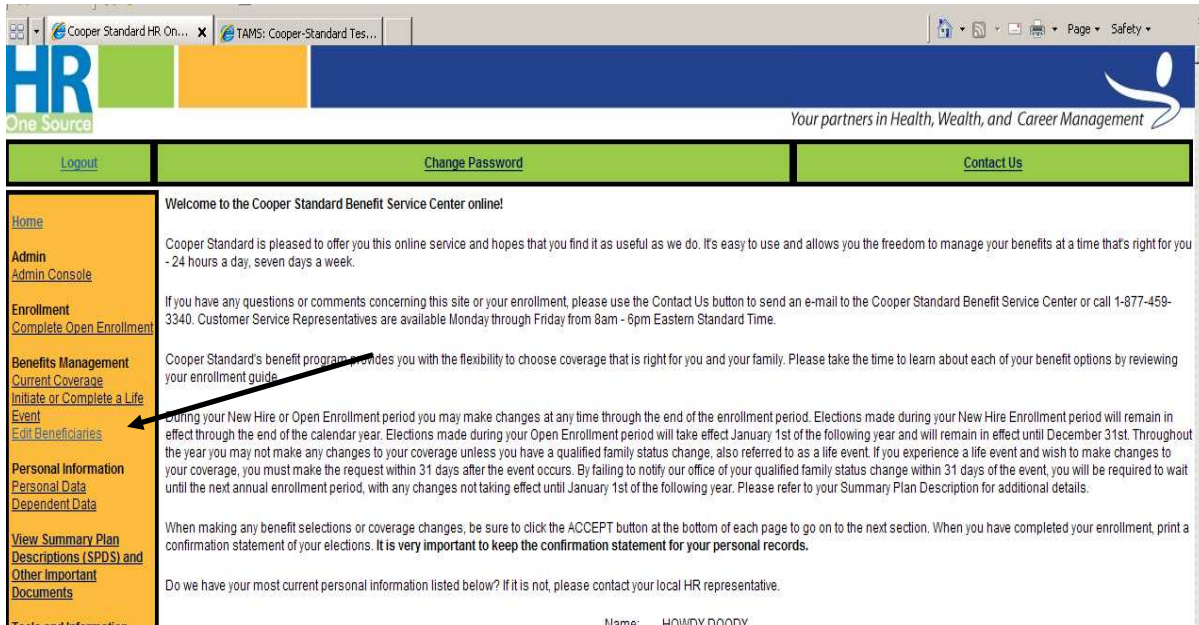 Cooper Standard HR On... X
TAMS: Cooper-Standard Tes...
Page
Safety
HR
One Source
Your partners in Health, Wealth, and Career Management
Logout
Change Password
Contact Us
Home
Admin
Admin Console
Enrollment
Complete Open Enrollment
Benefits Management
Current Coverage
Initiate or Complete a Life
Event
Edit Beneficiaries
Personal Information
Personal Data
Dependent Data
View Summary Plan
Descriptions (SPDS) and
Other Important
Documents
Tools and Information
Welcome to the Cooper Standard Benefit Service Center online!
Cooper Standard is pleased to offer you this online service and hopes that you find it as useful as we do. It's easy to use and allows you the freedom to manage your benefits at a time that's right for you
- 24 hours a day, seven days a week.
If you have any questions or comments concerning this site or your enrollment, please use the Contact Us button to send an e-mail to the Cooper Standard Benefit Service Center or call 1-877-459-
3340. Customer Service Representatives are available Monday through Friday from 8am - 6pm Eastern Standard Time.
Cooper Standard's benefit program provides you with the flexibility to choose coverage that is right for you and your family. Please take the time to learn about each of your benefit options by reviewing
your enrollment guide.
During your New Hire or Open Enrollment period you may make changes at any time through the end of the enrollment period. Elections made during your New Hire Enrollment period will remain in
effect through the end of the calendar year. Elections made during your Open Enrollment period will take effect January 1st of the following year and will remain in effect until December 31st. Throughout
the year you may not make any changes to your coverage unless you have a qualified family status change, also referred to as a life event. If you experience a life event and wish to make changes to
your coverage, you must make the request within 31 days after the event occurs. By failing to notify our office of your qualified family status change within 31 days of the event, you will be required to wait
until the next annual enrollment period, with any changes not taking effect until January 1st of the following year. Please refer to your Summary Plan Description for additional details.
When making any benefit selections or coverage changes, be sure to click the ACCEPT button at the bottom of each page to go on to the next section. When you have completed your enrollment, print a
confirmation statement of your elections. It is very important to keep the confirmation statement for your personal records.
Do we have your most current personal information listed below? If it is not, please contact your local HR representative.
Name: HOWDY DOODY